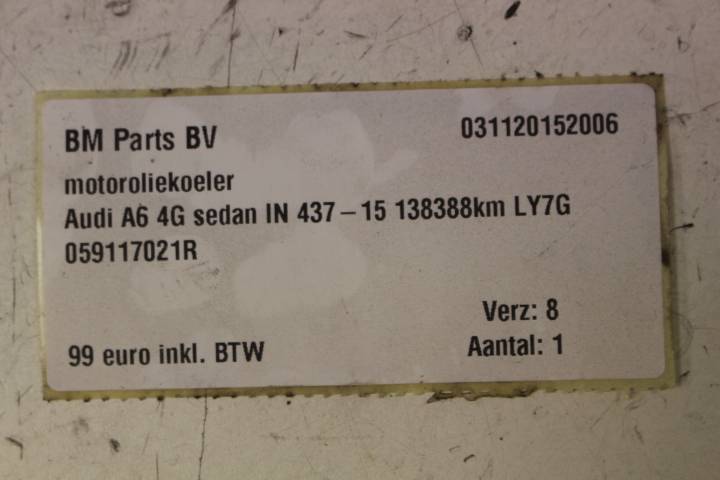 BM Parts BV 031120152006
motoroliekoeler
Audi A6 4G sedan IN 437-15 138388km LY7G
059117021R
Verz: 8
99 euro inkl. BTW Aantal: 1